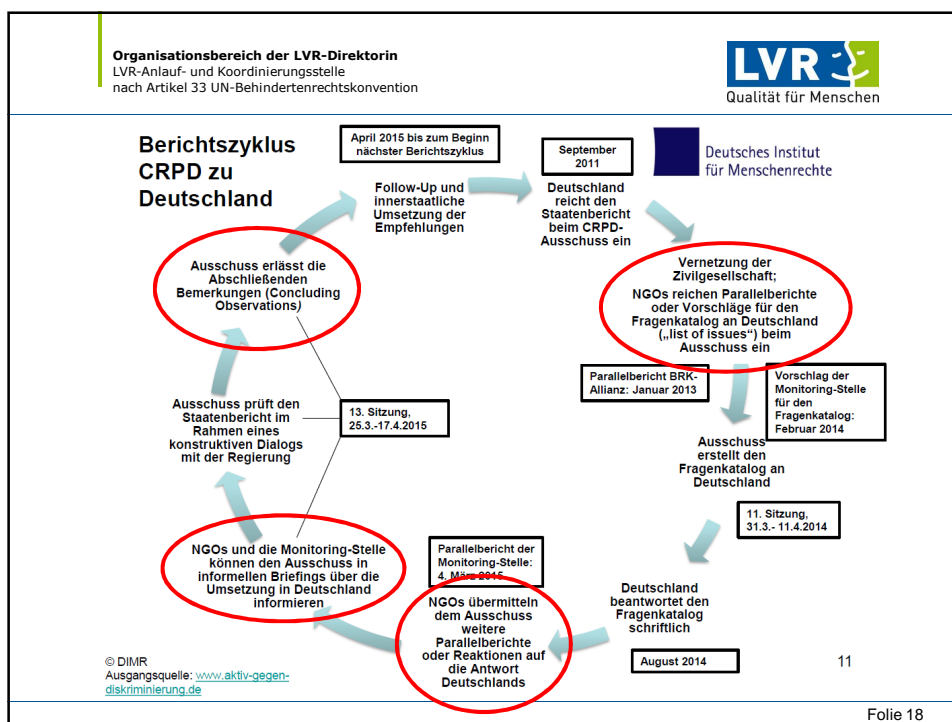 Organisationsbereich der LVR-Direktorin
LVR-Anlauf- und Koordinierungsstelle
nach Artikel 33 UN-Behindertenrechtskonvention
LVR
Qualität für Menschen
Berichtszyklus
CRPD zu
Deutschland
April 2015 bis zum Beginn
nächster Berichtszyklus
Follow-Up und
innerstaatliche
Umsetzung der
Empfehlungen
September
2011
Deutschland
reicht den
Staatenbericht
beim CRPD-
Ausschuss ein
Deutsches Institut
für Menschenrechte
Vernetzung der
Zivilgesellschaft;
NGOs reichen Parallelberichte
oder Vorschläge für den
Fragenkatalog an Deutschland
(„list of issues“) beim
Ausschuss ein
Parallelbericht BRK-
Allianz: Januar 2013
Vorschlag der
Monitoring-Stelle
für den
Fragenkatalog:
Februar 2014
Ausschuss
erstellt den
Fragenkatalog an
Deutschland
11. Sitzung,
31.3.- 11.4.2014
Deutschland
beantwortet den
Fragenkatalog
schriftlich
August 2014
Parallelbericht der
Monitoring-Stelle:
4. März 2015
NGOs übermitteln
dem Ausschuss
weitere
Parallelberichte
oder Reaktionen auf
die Antwort
Deutschlands
NGOs und die Monitoring-Stelle
können den Ausschuss in
informellen Briefings über die
Umsetzung in Deutschland
informieren
Ausschuss prüft den
Staatenbericht im
Rahmen eines
konstruktiven Dialogs
mit der Regierung
13. Sitzung,
25.3.-17.4.2015
Ausschuss erlässt die
Abschließenden
Bemerkungen (Concluding
Observations)
© DIMR
Ausgangsquelle: www.aktiv-gegen-
diskriminierung.de
11
Folie 18